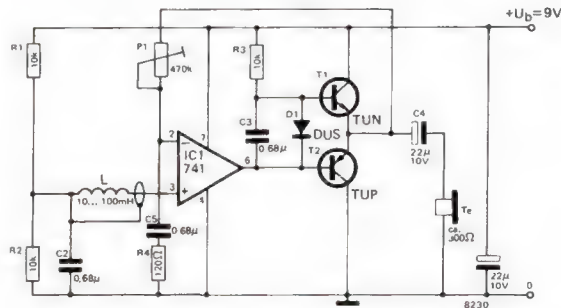 +Ub=9V
R1
10k
P1
470k
R3
10k
T1
TUN
C3
0.68µ
D1
DUS
T2
TUP
C4
22µ
10V
2
7
IC1
741
6
3
4
L
10... 100mH
C5
0.68µ
R2
10k
C2
0,68µ
R4
120Ω
Te
ca.
300Ω
22µ
10V
0
8230